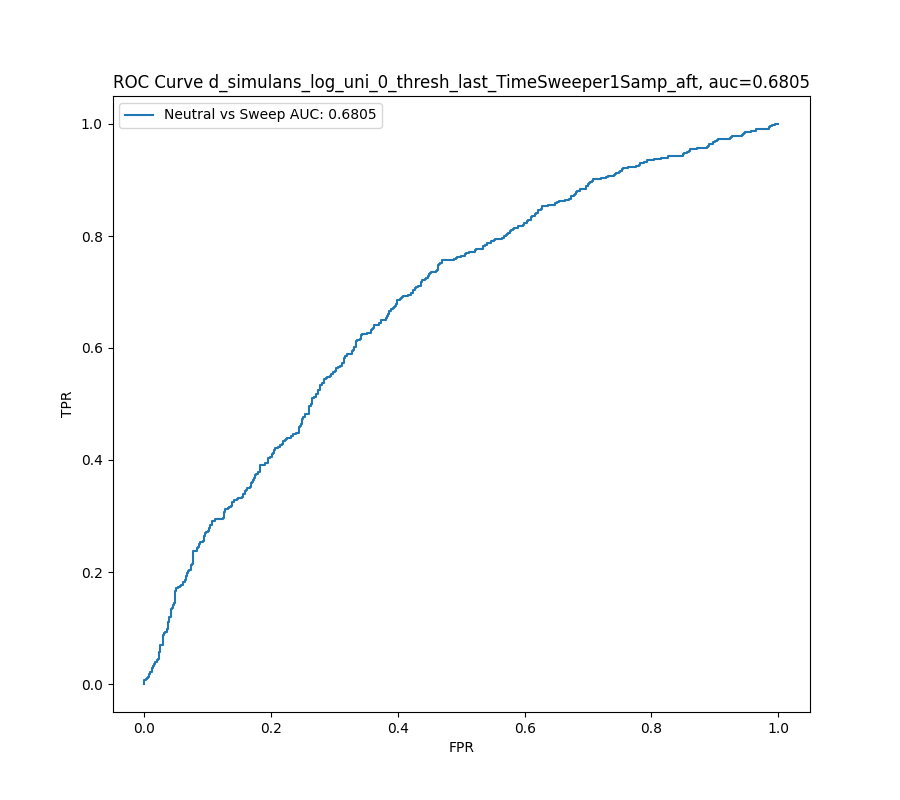 ROC Curve d_simulans_log_uni_0_thresh_last_TimeSweeper1Samp_aft, auc=0.6805
Neutral vs Sweep AUC: 0.6805
1.0
0.8
0.6
0.4
0.2
0.0
TPR
0.0 0.2 0.4 0.6 0.8 1.0
FPR